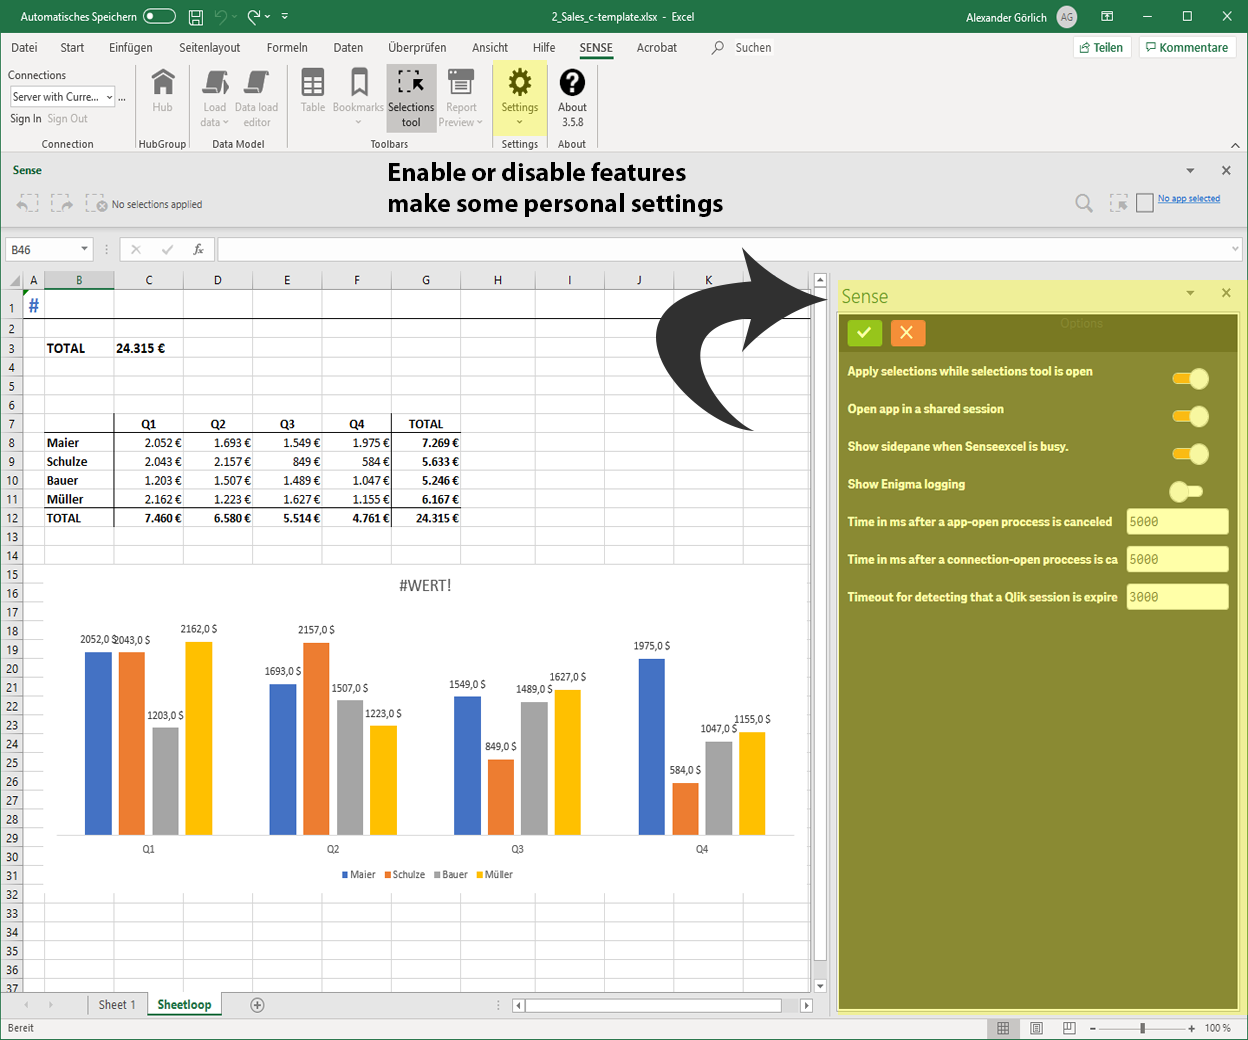 Automatisches Speichern
2_Sales_c-template.xlsx - Excel
Alexander Görlich
AG
Datei Start Einfügen Seitenlayout Formeln Daten Überprüfen Ansicht Hilfe SENSE Acrobat Suchen
Teilen
Kommentare
Connections
Server with Curre... ...
Sign In Sign Out
Connection
Hub
HubGroup
Load data
Data load editor
Data Model
Table
Bookmarks
Selections tool
Report Preview
Toolbars
Settings
Settings
About 3.5.8
About
Sense
No selections applied
Enable or disable features
make some personal settings
No app selected
B46
fx
A B C D E F G H I J K
1 #
2
3 TOTAL 24.315 €
4
5
6
7 Q1 Q2 Q3 Q4 TOTAL
8 Maier 2.052 € 1.693 € 1.549 € 1.975 € 7.269 €
9 Schulze 2.043 € 2.157 € 849 € 584 € 5.633 €
10 Bauer 1.203 € 1.507 € 1.489 € 1.047 € 5.246 €
11 Müller 2.162 € 1.223 € 1.627 € 1.155 € 6.167 €
12 TOTAL 7.460 € 6.580 € 5.514 € 4.761 € 24.315 €
13
14
15
16
17
18
19
20
21
22
23
24
25
26
27
28
29
30
31
32
33
34
35
36
37
#WERT!
2052,0 $ 2043,0 $ 1203,0 $ 2162,0 $
1693,0 $ 2157,0 $ 1507,0 $ 1223,0 $
1549,0 $ 849,0 $ 1489,0 $ 1627,0 $
1975,0 $ 584,0 $ 1047,0 $ 1155,0 $
Q1 Q2 Q3 Q4
Maier Schulze Bauer Müller
Sense
Options
Apply selections while selections tool is open
Open app in a shared session
Show sidepane when Senseexcel is busy.
Show Enigma logging
Time in ms after a app-open proccess is canceled 5000
Time in ms after a connection-open proccess is ca 5000
Timeout for detecting that a Qlik session is expire 3000
Sheet 1 Sheetloop
Bereit
100 %